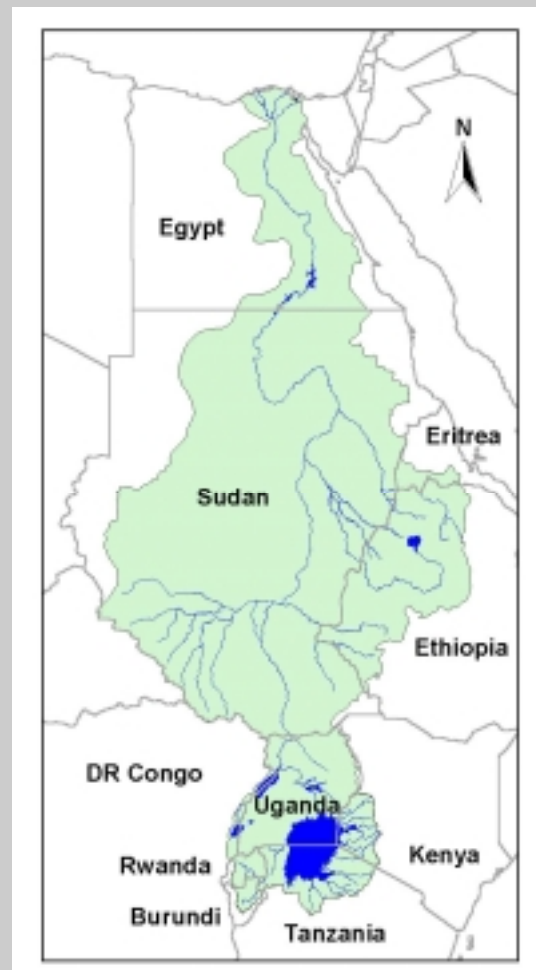 N
Egypt
Eritrea
Sudan
Ethiopia
DR Congo
Uganda
Rwanda
Kenya
Burundi
Tanzania